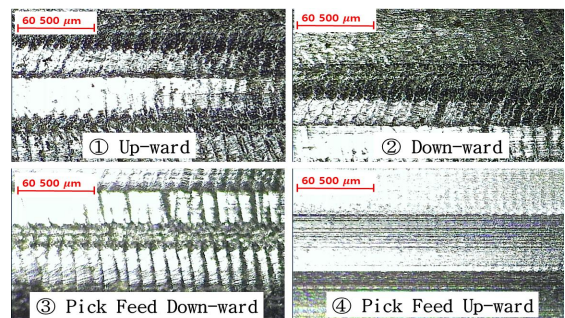 60 500 μm
① Up-ward
60 500 μm
② Down-ward
60 500 μm
③ Pick Feed Down-ward
60 500 μm
④ Pick Feed Up-ward